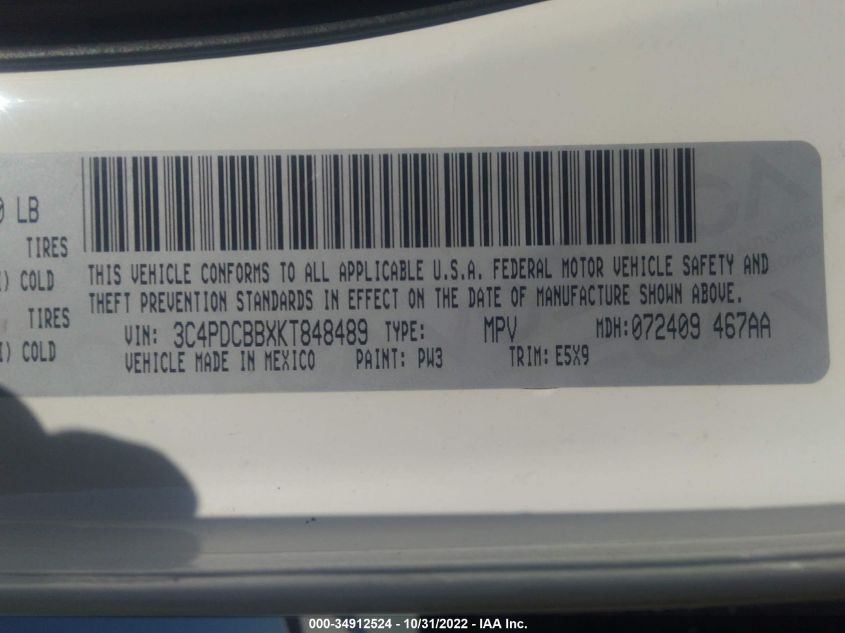 0 LB
TIRES
) COLD
TIRES
) COLD
THIS VEHICLE CONFORMS TO ALL APPLICABLE U.S.A. FEDERAL MOTOR VEHICLE SAFETY AND
THEFT PREVENTION STANDARDS IN EFFECT ON THE DATE OF MANUFACTURE SHOWN ABOVE.
VIN: 3C4PDCBBXKT848489 TYPE: MPV MDH:072409 467AA
VEHICLE MADE IN MEXICO PAINT: PW3 TRIM: E5X9
000-34912524 - 10/31/2022 - IAA Inc.